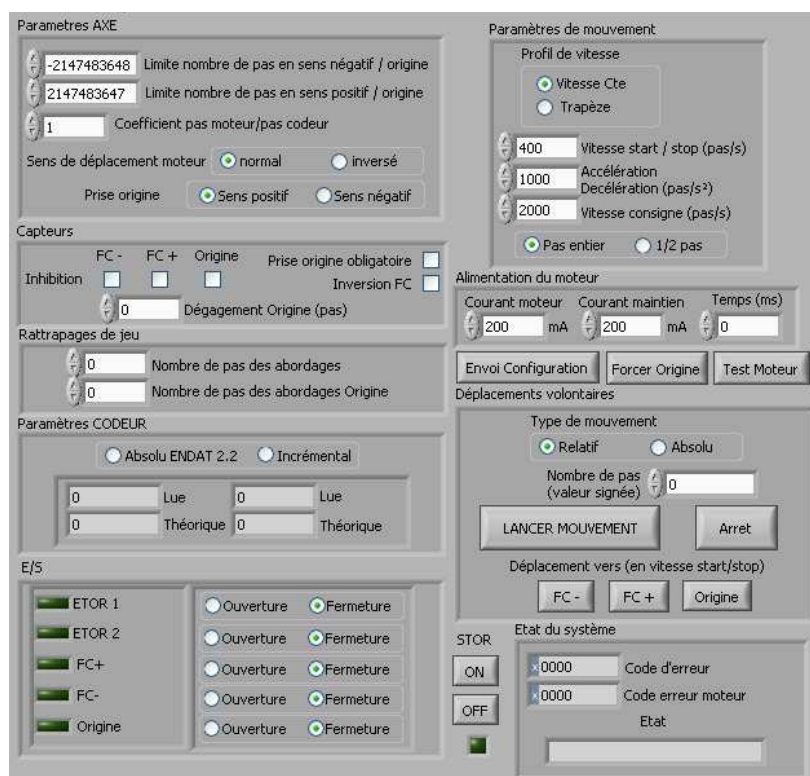 Parametres AXE
-2147483648 Limite nombre de pas en sens négatif / origine
2147483647 Limite nombre de pas en sens positif / origine
1 Coefficient pas moteur/pas codeur
Sens de déplacement moteur normal inversé
Prise origine Sens positif Sens négatif
Capteurs
FC - FC + Origine Prise origine obligatoire
Inhibition Inversion FC
0 Dégagement Origine (pas)
Rattrapages de jeu
0 Nombre de pas des abordages
0 Nombre de pas des abordages Origine
Paramètres CODEUR
Absolu ENDAT 2.2 Incrémental
0 Lue 0 Lue
0 Théorique 0 Théorique
E/S
ETOR 1 Ouverture Fermeture
ETOR 2 Ouverture Fermeture
FC+ Ouverture Fermeture
FC- Ouverture Fermeture
Origine Ouverture Fermeture
Paramètres de mouvement
Profil de vitesse
Vitesse Cte
Trapèze
400 Vitesse start / stop (pas/s)
1000 Accélération
Decélération (pas/s²)
2000 Vitesse consigne (pas/s)
Pas entier 1/2 pas
Alimentation du moteur
Courant moteur Courant maintien Temps (ms)
200 mA 200 mA 0
Envoi Configuration Forcer Origine Test Moteur
Déplacements volontaires
Type de mouvement
Relatif Absolu
Nombre de pas
(valeur signée) 0
LANCER MOUVEMENT Arret
Déplacement vers (en vitesse start/stop)
FC - FC + Origine
STOR
ON
OFF
Etat du système
x0000 Code d'erreur
x0000 Code erreur moteur
Etat